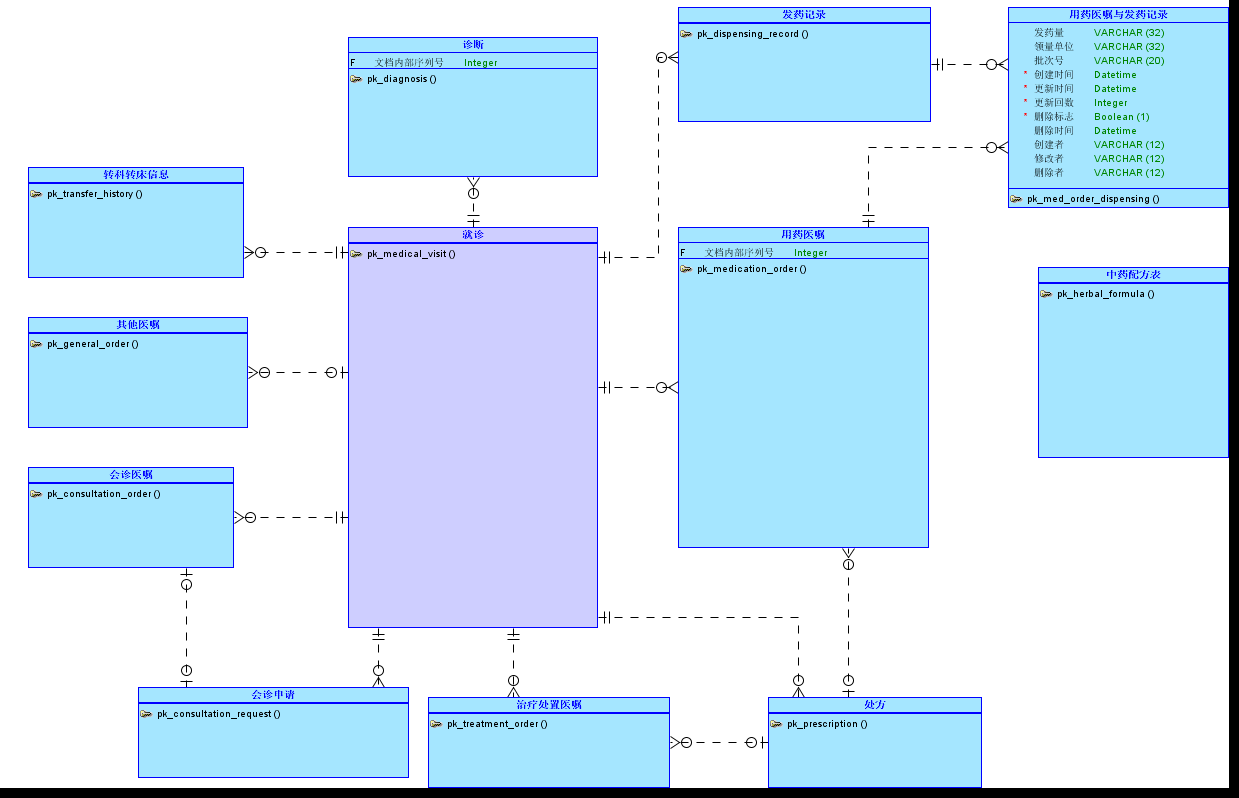 发药记录
pk_dispensing_record ()
用药医嘱与发药记录
发药量 VARCHAR (32)
领量单位 VARCHAR (32)
批次号 VARCHAR (20)
* 创建时间 Datetime
* 更新时间 Datetime
* 更新回数 Integer
* 删除标志 Boolean (1)
删除时间 Datetime
创建者 VARCHAR (12)
修改者 VARCHAR (12)
删除者 VARCHAR (12)
pk_med_order_dispensing ()
诊断
F 文档内部序列号 Integer
pk_diagnosis ()
转科转床信息
pk_transfer_history ()
就诊
pk_medical_visit ()
用药医嘱
F 文档内部序列号 Integer
pk_medication_order ()
中药配方表
pk_herbal_formula ()
其他医嘱
pk_general_order ()
会诊医嘱
pk_consultation_order ()
会诊申请
pk_consultation_request ()
治疗处置医嘱
pk_treatment_order ()
处方
pk_prescription ()